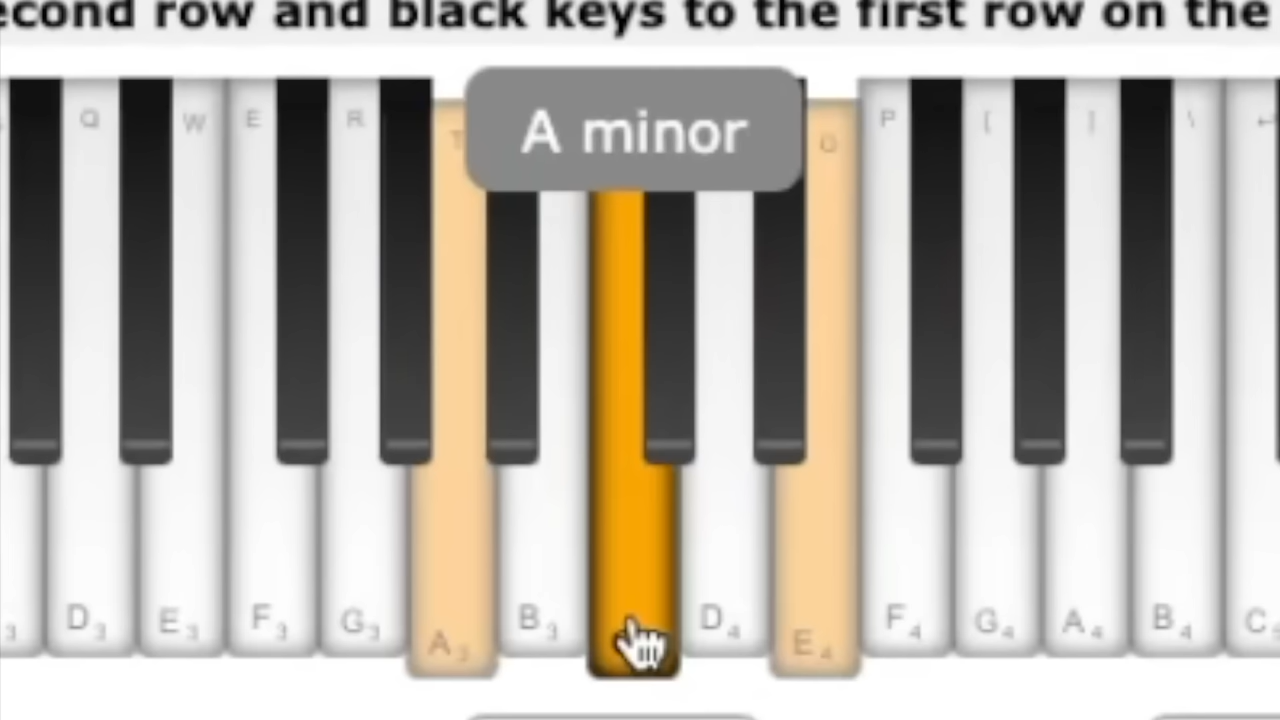 econd row and black keys to the first row on the
A minor
Q W E R T P [ ] \
D3 E3 F3 G3 A3 B3 D4 E4 F4 G4 A4 B4 C